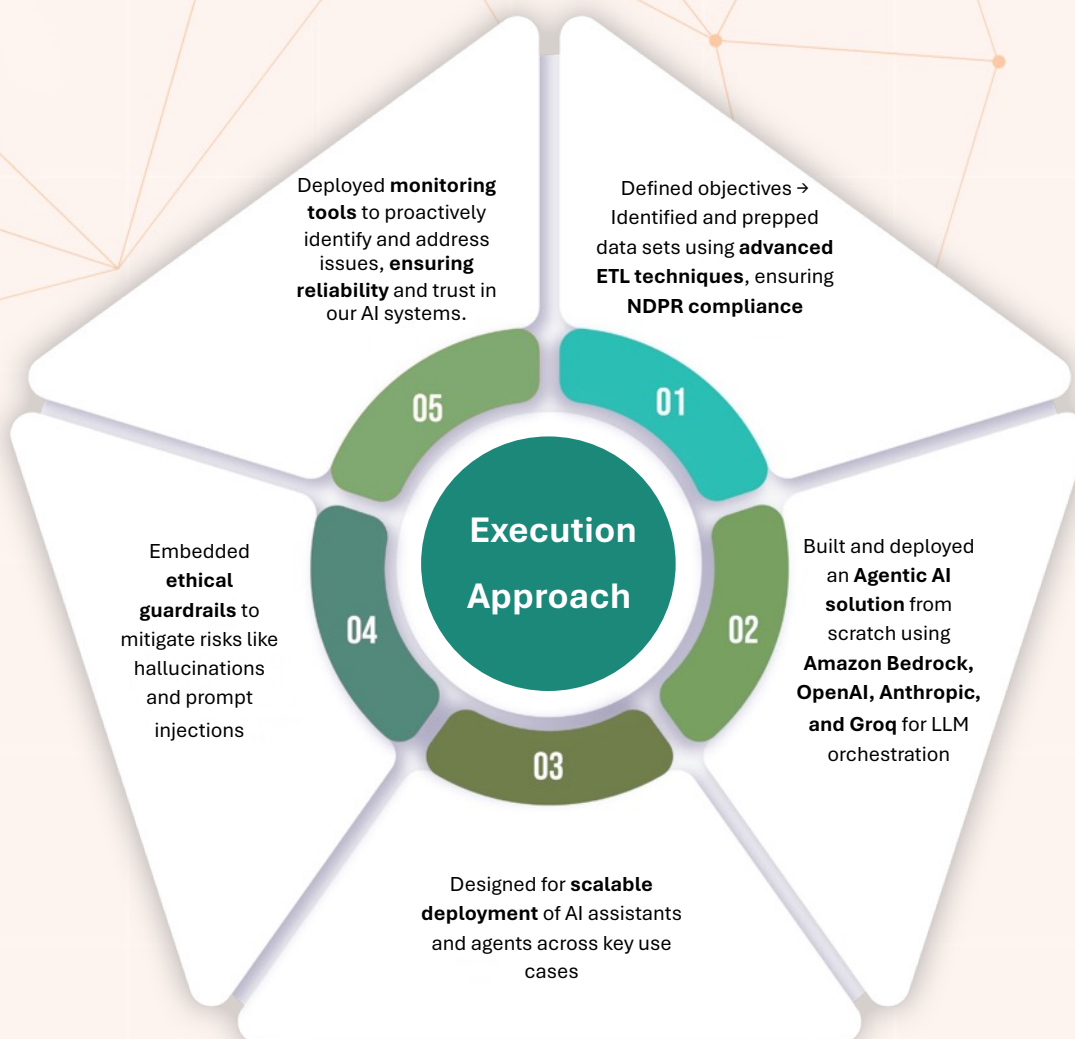 Execution
Approach
01
Defined objectives →
Identified and prepped
data sets using advanced
ETL techniques, ensuring
NDPR compliance
02
Built and deployed
an Agentic AI
solution from
scratch using
Amazon Bedrock,
OpenAI, Anthropic,
and Groq for LLM
orchestration
03
Designed for scalable
deployment of AI assistants
and agents across key use
cases
04
Embedded
ethical
guardrails to
mitigate risks like
hallucinations
and prompt
injections
05
Deployed monitoring
tools to proactively
identify and address
issues, ensuring
reliability and trust in
our AI systems.